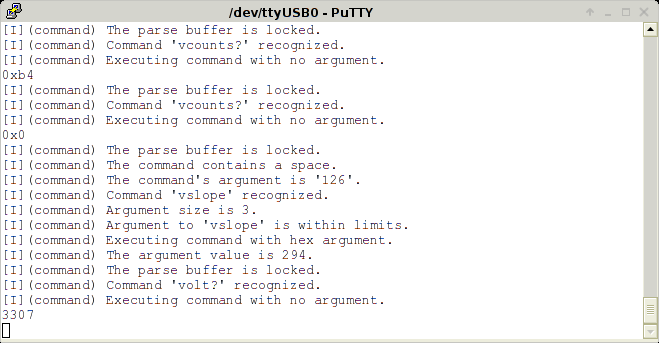 /dev/ttyUSB0 - PuTTY
[I](command) The parse buffer is locked.
[I](command) Command 'vcounts?' recognized.
[I](command) Executing command with no argument.
0xb4
[I](command) The parse buffer is locked.
[I](command) Command 'vcounts?' recognized.
[I](command) Executing command with no argument.
0x0
[I](command) The parse buffer is locked.
[I](command) The command contains a space.
[I](command) The command's argument is '126'.
[I](command) Command 'vslope' recognized.
[I](command) Argument size is 3.
[I](command) Argument to 'vslope' is within limits.
[I](command) Executing command with hex argument.
[I](command) The argument value is 294.
[I](command) The parse buffer is locked.
[I](command) Command 'volt?' recognized.
[I](command) Executing command with no argument.
3307